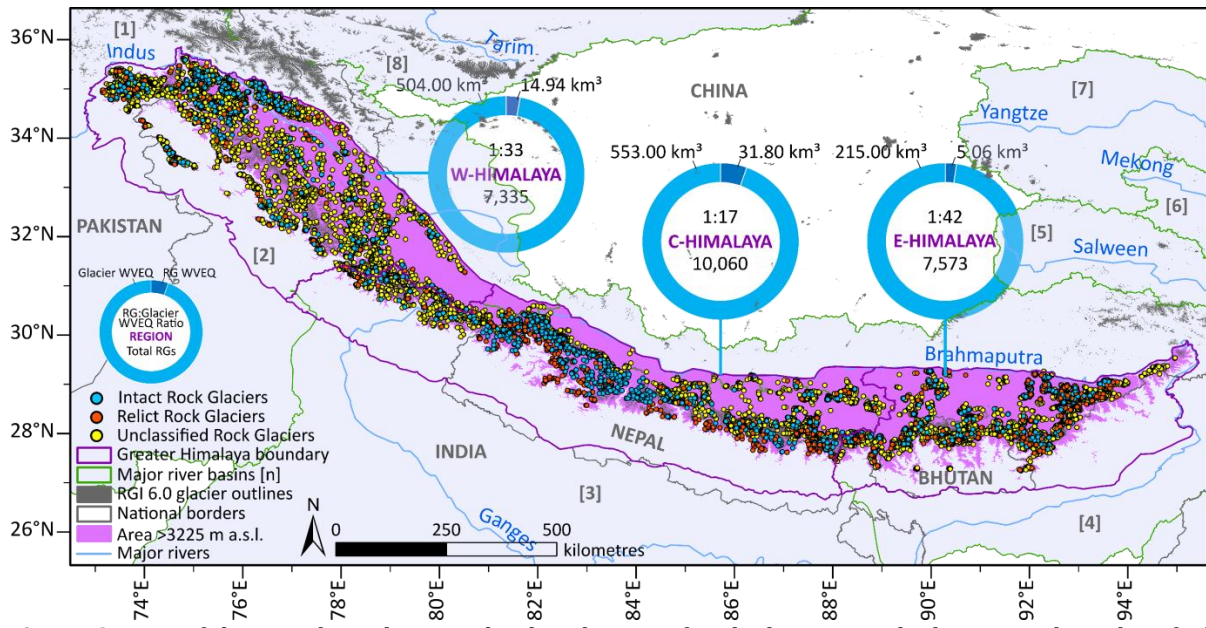 36°N
34°N
32°N
30°N
28°N
26°N
[1]
Indus
Tarim
[8]
504.00 km³
14.94 km³
1:33
W-HIMALAYA
7,335
CHINA
553.00 km³
31.80 km³
1:17
C-HIMALAYA
10,060
215.00 km³
5.06 km³
1:42
E-HIMALAYA
7,573
[7]
Yangtze
Mekong
[6]
[5]
Salween
Brahmaputra
PAKISTAN
[2]
Glacier WVEQ
RG WVEQ
RG:Glacier
WVEQ Ratio
REGION
Total RGs
Intact Rock Glaciers
Relict Rock Glaciers
Unclassified Rock Glaciers
Greater Himalaya boundary
Major river basins [n]
RGI 6.0 glacier outlines
National borders
Area >3225 m a.s.l.
Major rivers
INDIA
NEPAL
BHUTAN
[3]
[4]
Ganges
N
0
250
500
kilometres
74°E
76°E
78°E
80°E
82°E
84°E
86°E
88°E
90°E
92°E
94°E